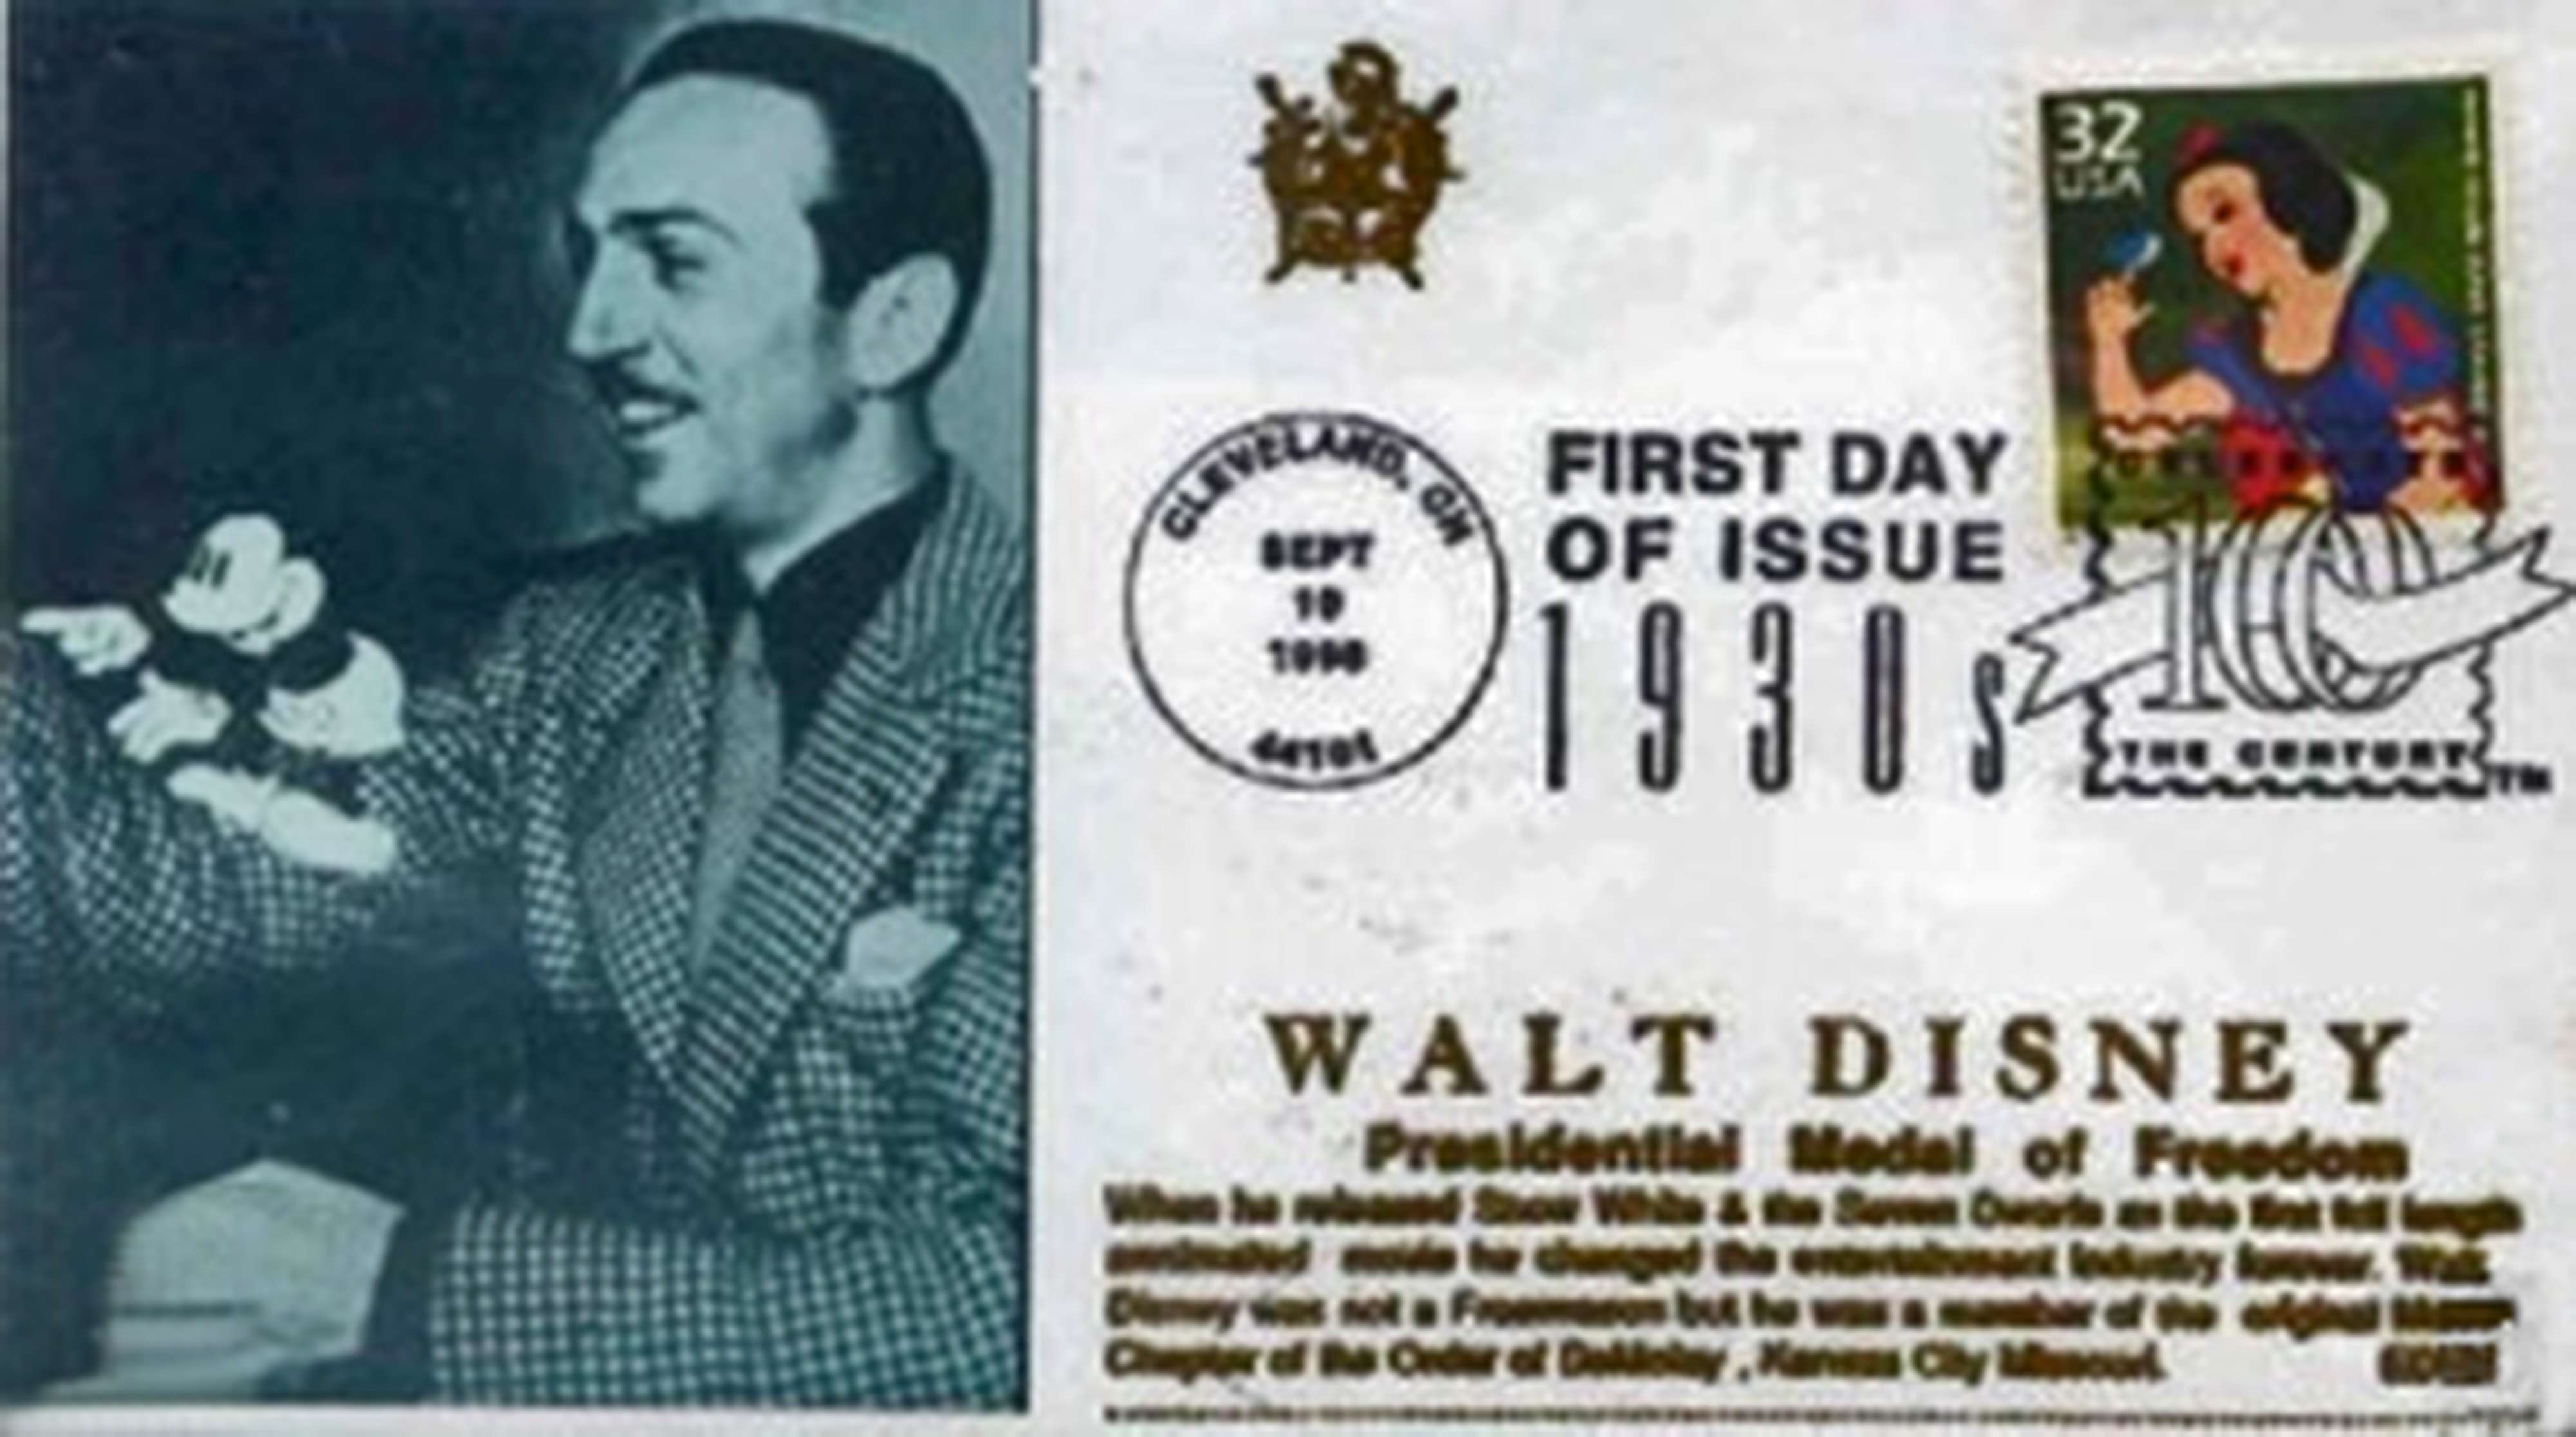 32
USA
CLEVELAND, OH
SEPT
10
1998
44101
FIRST DAY
OF ISSUE
1930s
100
THE CENTURY TM
WALT DISNEY
Presidential Medal of Freedom
When he released Snow White & the Seven Dwarfs as the first full length
animated movie he changed the entertainment industry forever. Walt
Disney was not a Freemason but he was a member of the original
Chapter of the Order of DeMolay, Kansas City Missouri.